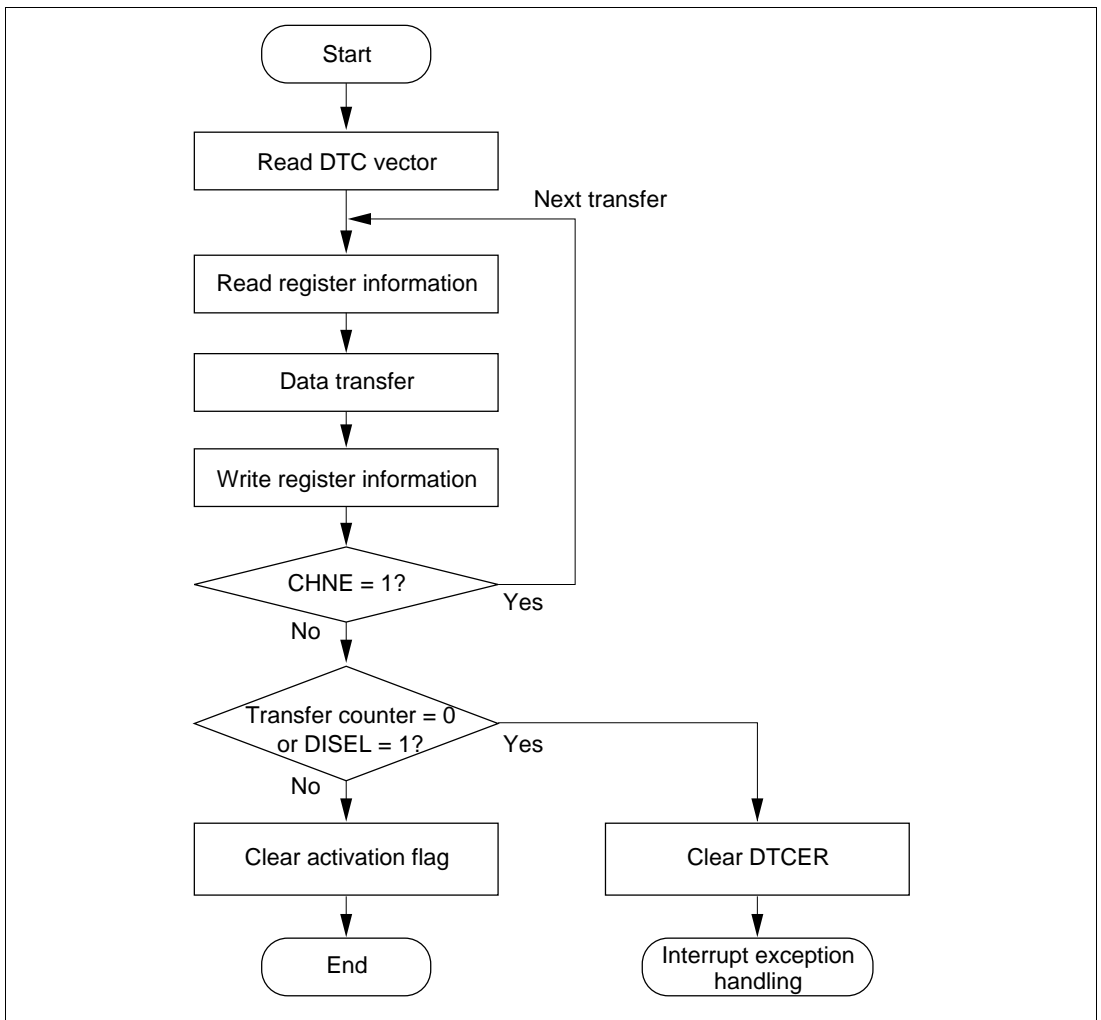 Start
Read DTC vector
Next transfer
Read register information
Data transfer
Write register information
CHNE = 1?
Yes
No
Transfer counter = 0
or DISEL = 1?
Yes
No
Clear activation flag
Clear DTCER
End
Interrupt exception
handling